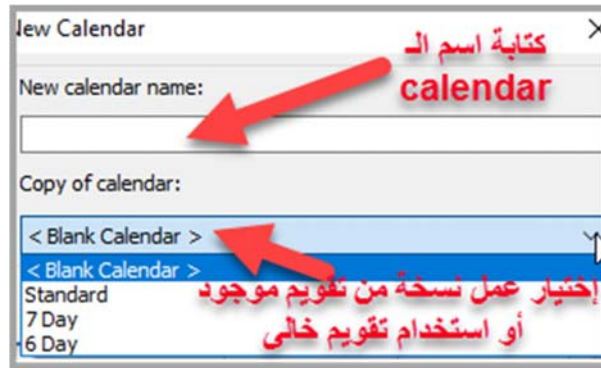 New Calendar
كتابة اسم الـ
calendar
New calendar name:
Copy of calendar:
< Blank Calendar >
< Blank Calendar >
Standard
7 Day
6 Day
إختيار عمل نسخة من تقويم موجود
أو استخدام تقويم خالى